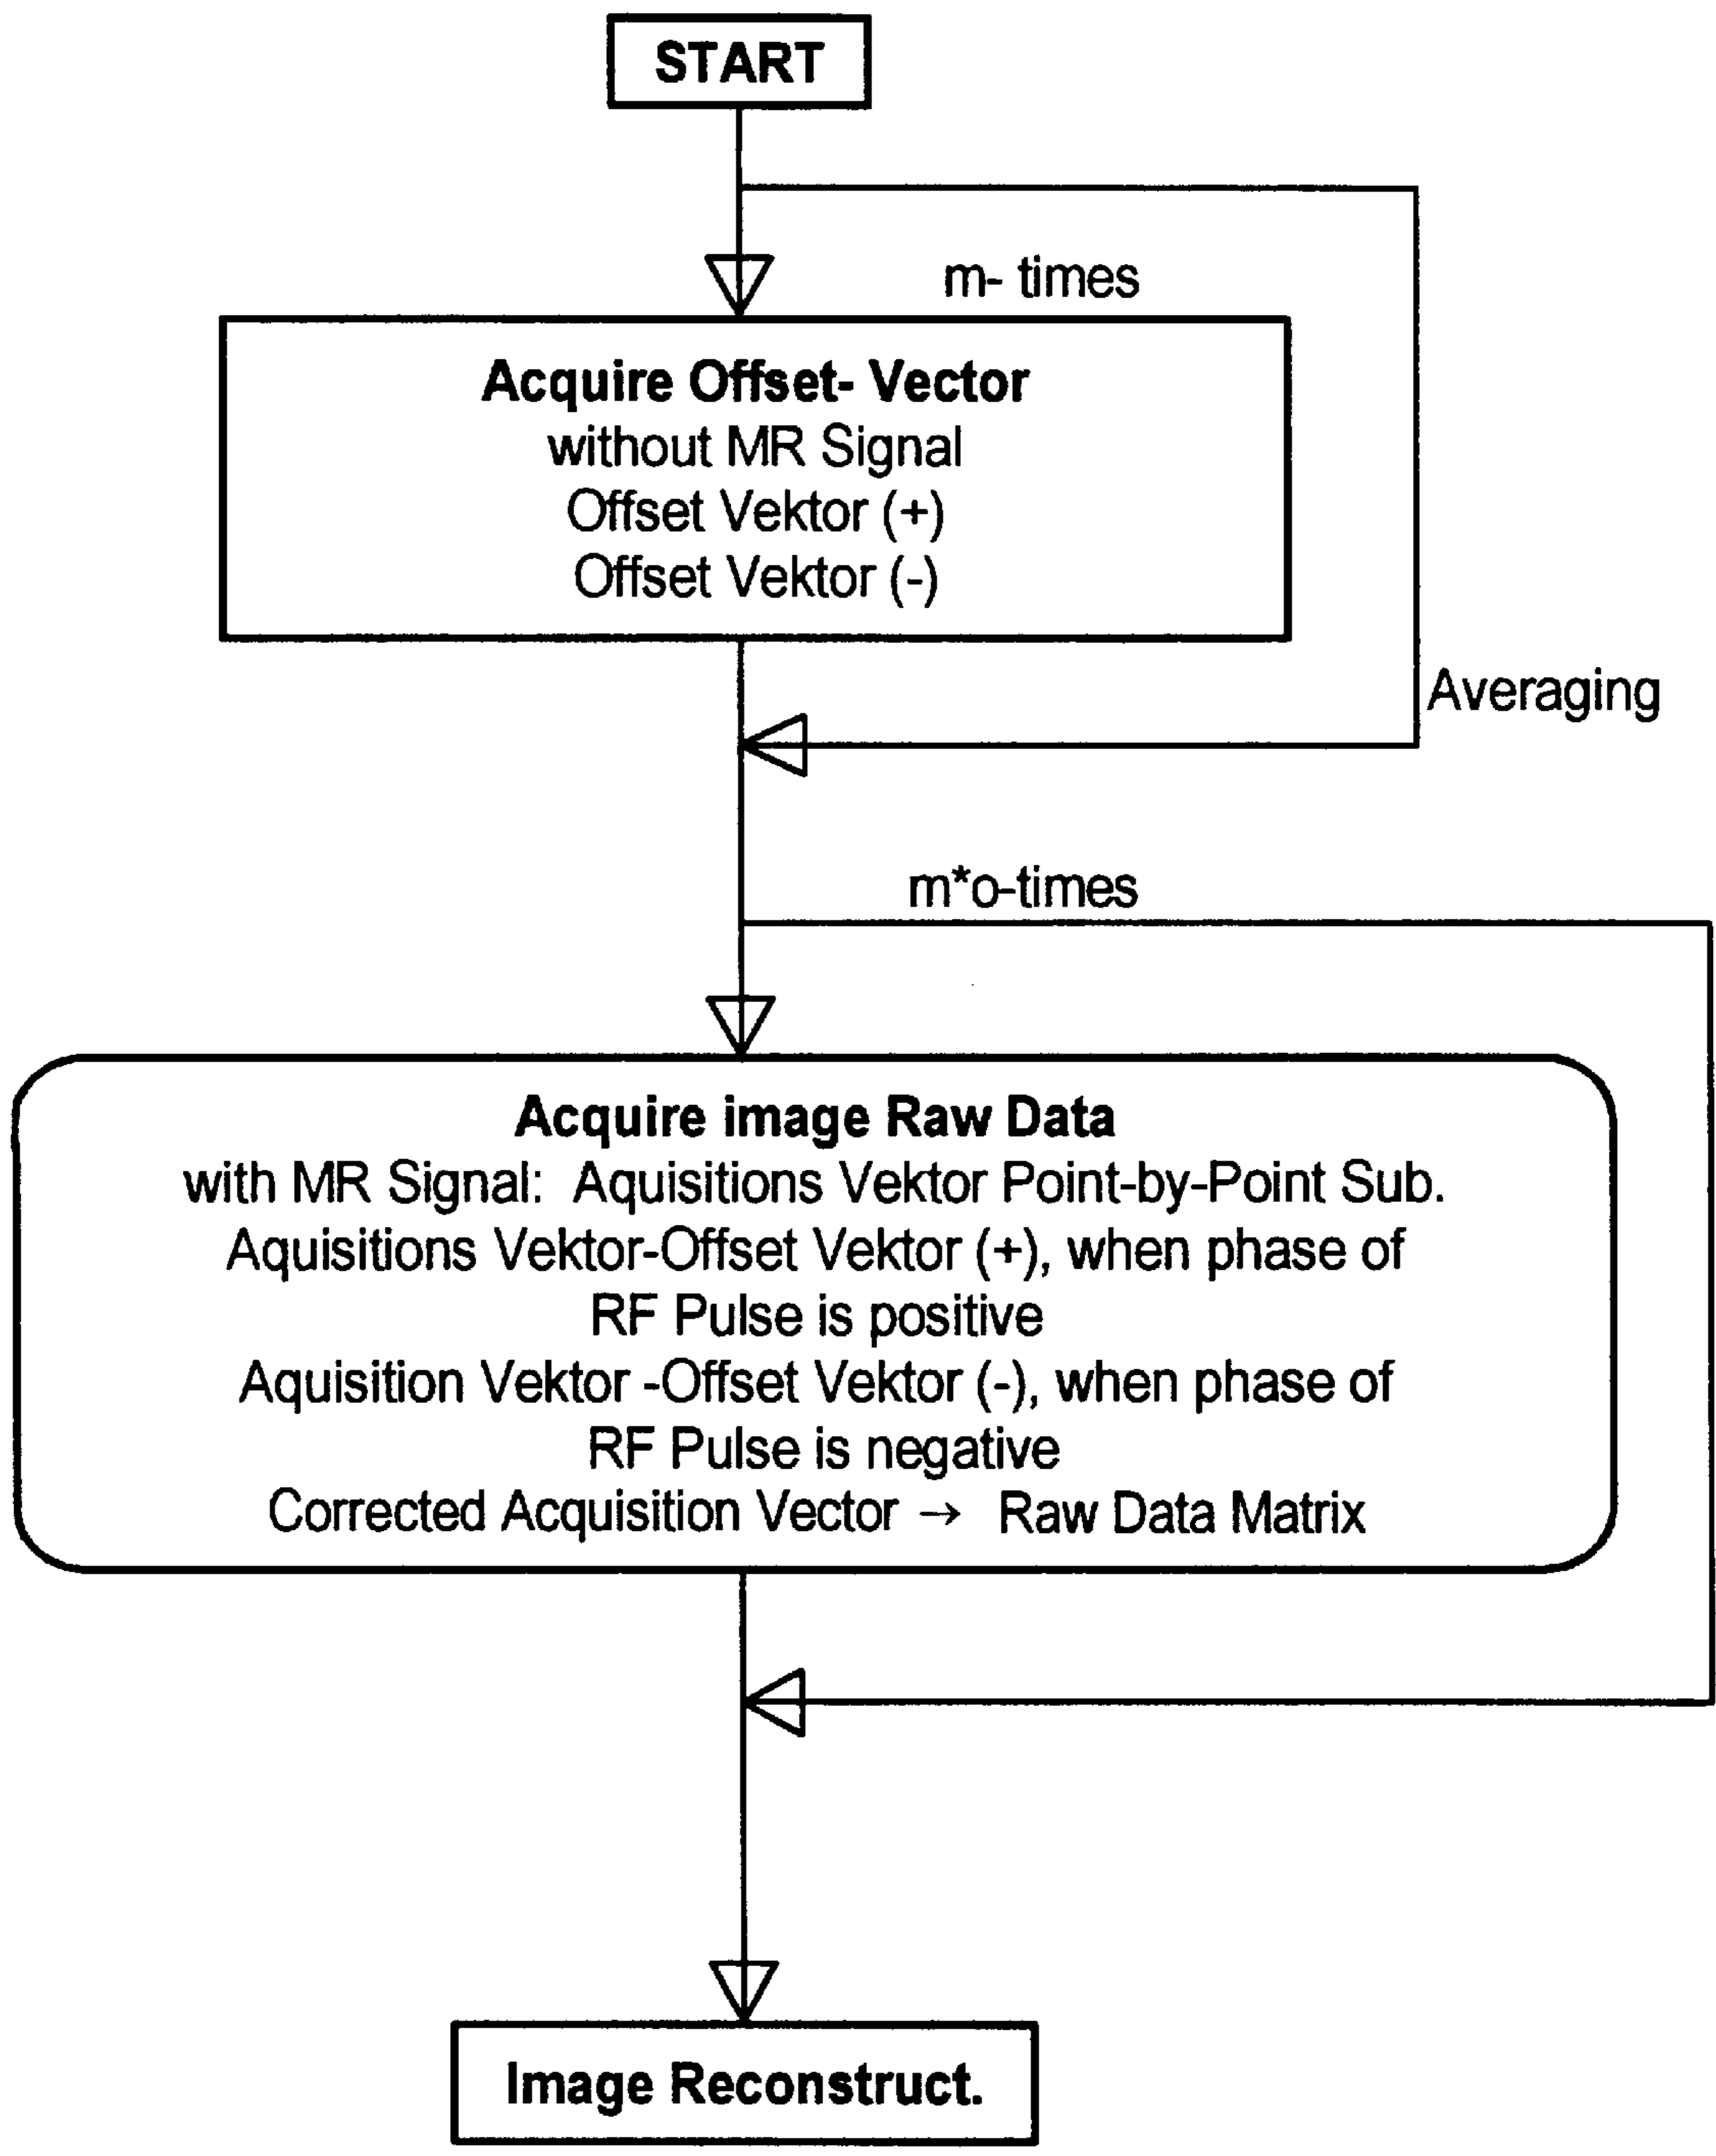 START
m- times
Acquire Offset- Vector
without MR Signal
Offset Vektor (+)
Offset Vektor (-)
Averaging
m*o-times
Acquire image Raw Data
with MR Signal: Aquisitions Vektor Point-by-Point Sub.
Aquisitions Vektor-Offset Vektor (+), when phase of
RF Pulse is positive
Aquisition Vektor -Offset Vektor (-), when phase of
RF Pulse is negative
Corrected Acquisition Vector → Raw Data Matrix
Image Reconstruct.